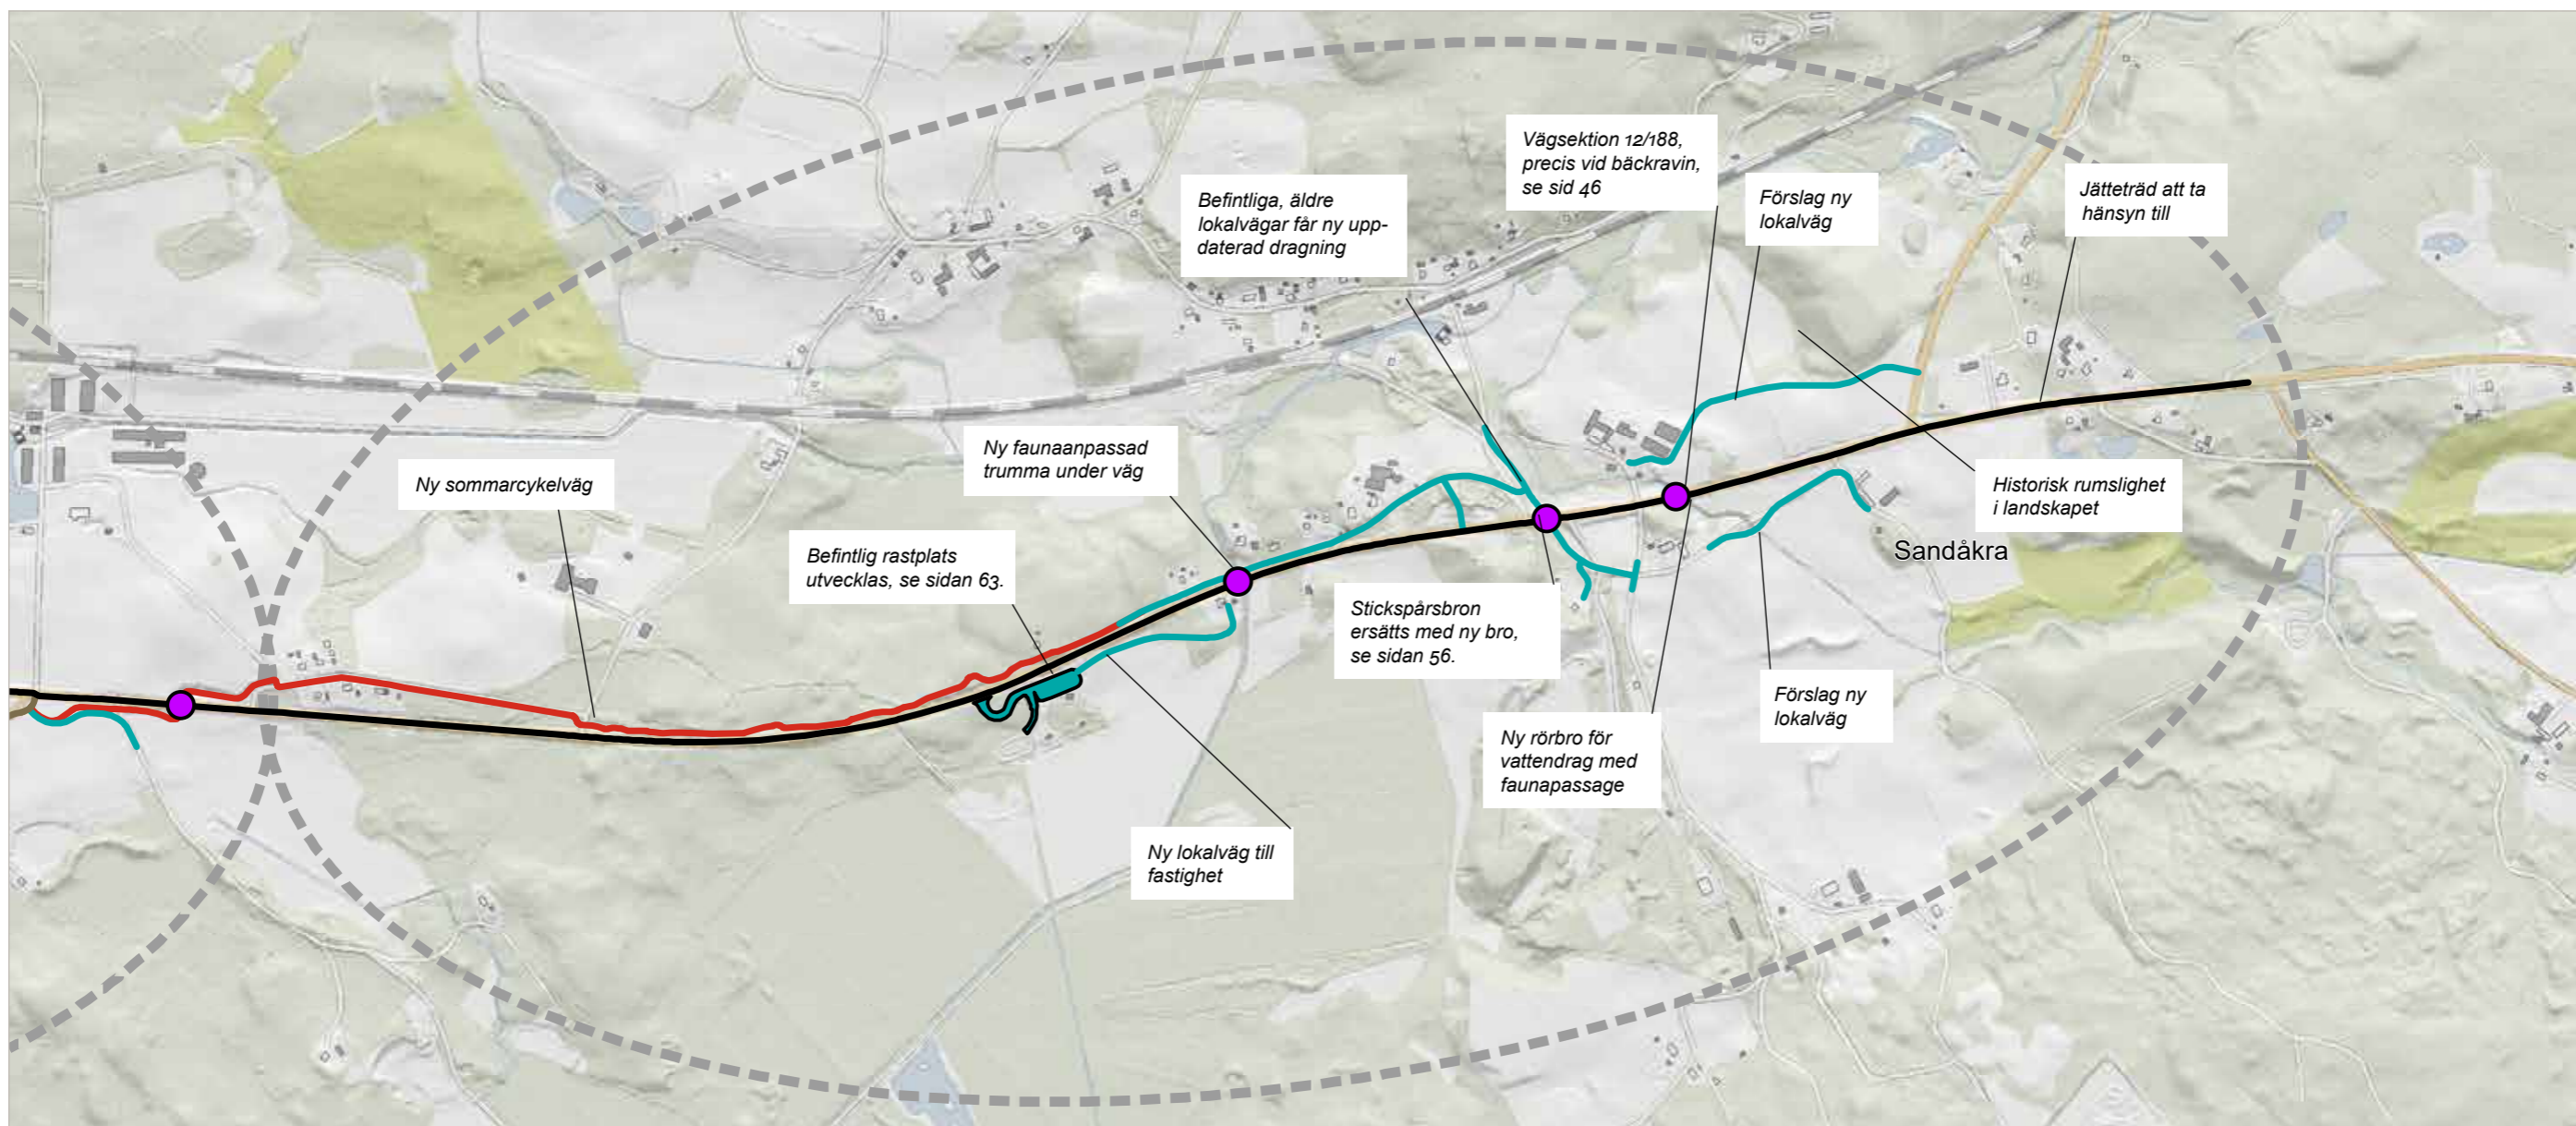 Vägsektion 12/188,
precis vid bäckravin,
se sid 46
Befintliga, äldre
lokalvägar får ny upp-
daterad dragning
Förslag ny
lokalväg
Jätteträd att ta
hänsyn till
Ny faunaanpassad
trumma under väg
Ny sommarcykelväg
Historisk rumslighet
i landskapet
Befintlig rastplats
utvecklas, se sidan 63.
Sandåkra
Stickspårsbron
ersätts med ny bro,
se sidan 56.
Förslag ny
lokalväg
Ny rörbro för
vattendrag med
faunapassage
Ny lokalväg till
fastighet